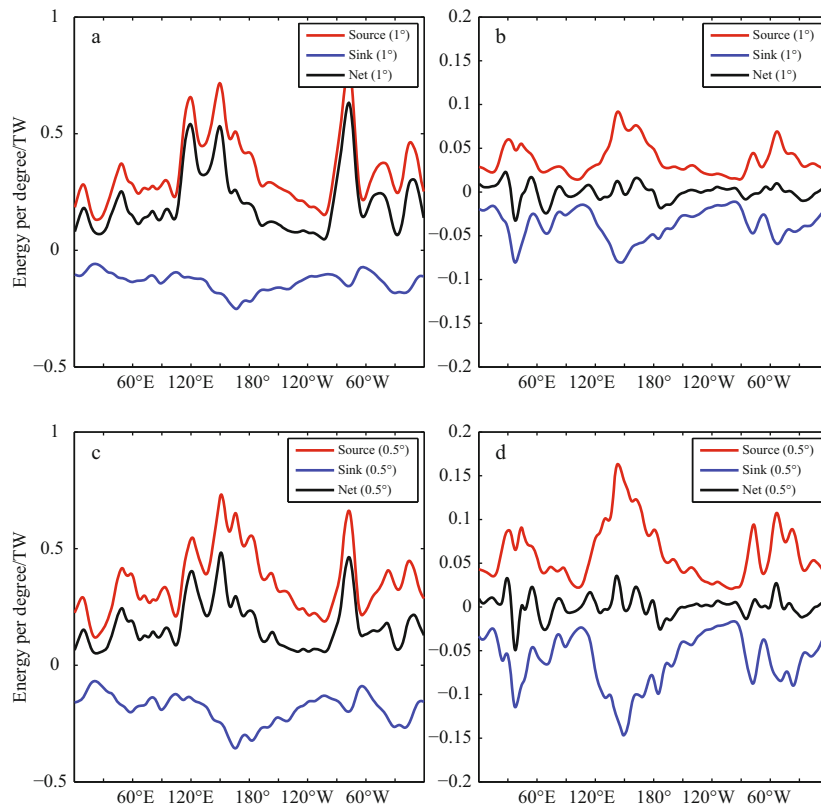 a
Source (1°)
Sink (1°)
Net (1°)
1
0.5
0
−0.5
Energy per degree/TW
60°E 120°E 180° 120°W 60°W
b
Source (1°)
Sink (1°)
Net (1°)
0.2
0.15
0.1
0.05
0
−0.05
−0.1
−0.15
−0.2
60°E 120°E 180° 120°W 60°W
c
Source (0.5°)
Sink (0.5°)
Net (0.5°)
1
0.5
0
−0.5
Energy per degree/TW
60°E 120°E 180° 120°W 60°W
d
Source (0.5°)
Sink (0.5°)
Net (0.5°)
0.2
0.15
0.1
0.05
0
−0.05
−0.1
−0.15
−0.2
60°E 120°E 180° 120°W 60°W